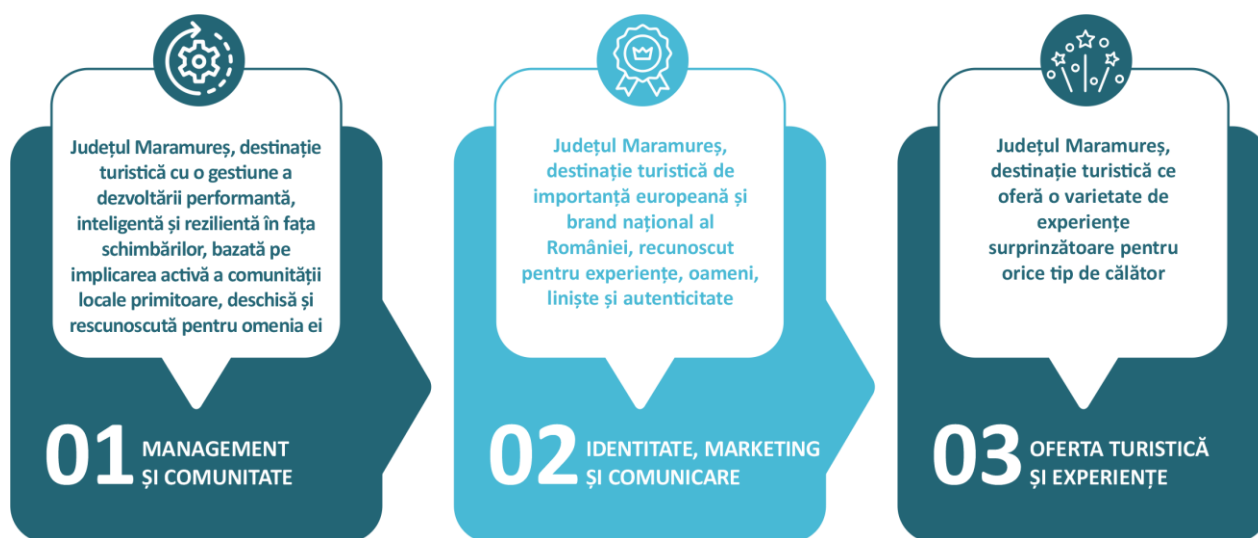 Județul Maramureș, destinație
turistică cu o gestiune a
dezvoltării performantă,
inteligentă și rezilientă în fața
schimbărilor, bazată pe
implicarea activă a comunității
locale primitoare, deschisă și
rescunoscută pentru omenia ei
01 MANAGEMENT
ȘI COMUNITATE
Județul Maramureș,
destinație turistică de
importanță europeană și
brand național al
României, recunoscut
pentru experiențe, oameni,
liniște și autenticitate
02 IDENTITATE, MARKETING
ȘI COMUNICARE
Județul Maramureș,
destinație turistică ce
oferă o varietate de
experiențe
surprinzătoare pentru
orice tip de călător
03 OFERTA TURISTICĂ
ȘI EXPERIENȚE